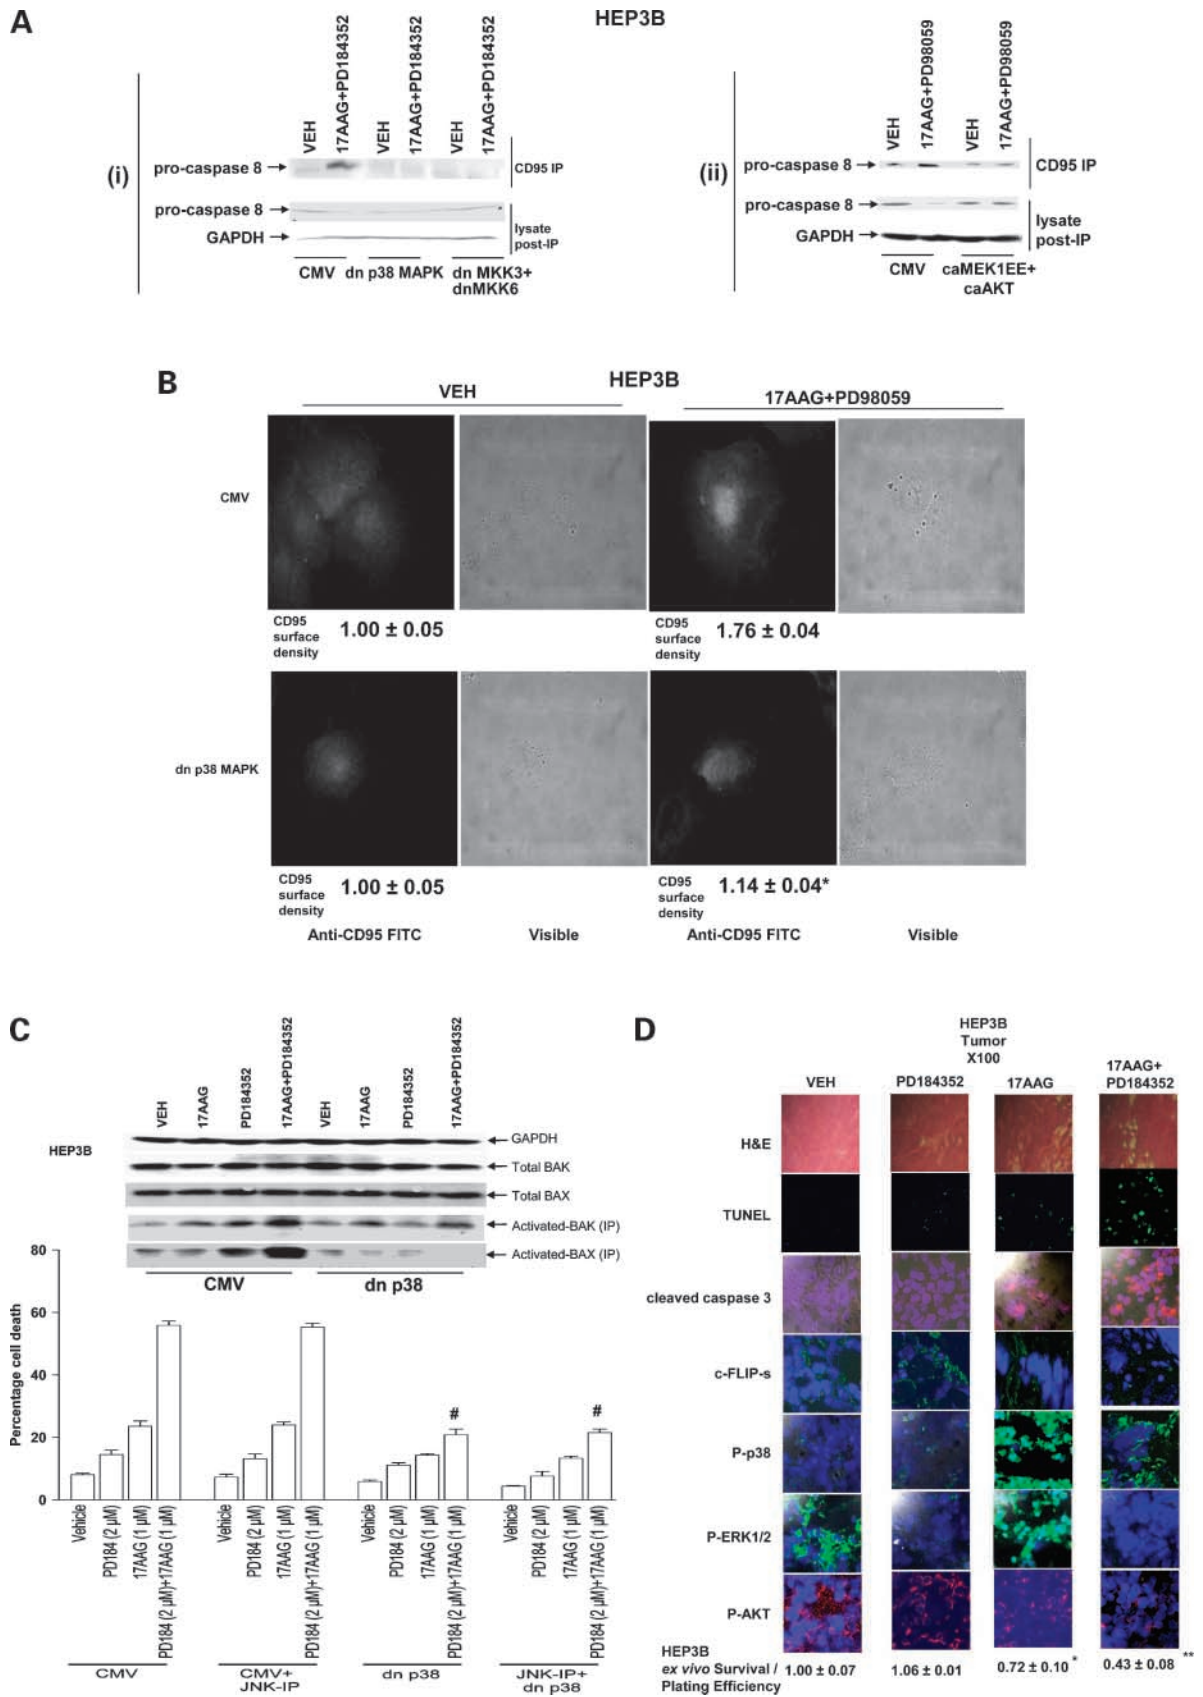 A
HEP3B
VEH
17AAG+PD184352
VEH
17AAG+PD184352
VEH
17AAG+PD184352
(i)
pro-caspase 8
CD95 IP
pro-caspase 8
GAPDH
lysate
post-IP
CMV
dn p38 MAPK
dn MKK3+
dnMKK6
VEH
17AAG+PD98059
VEH
17AAG+PD98059
(ii)
pro-caspase 8
CD95 IP
pro-caspase 8
GAPDH
lysate
post-IP
CMV
caMEK1EE+
caAKT
B
HEP3B
VEH
17AAG+PD98059
CMV
CD95
surface
density
1.00 ± 0.05
CD95
surface
density
1.76 ± 0.04
dn p38 MAPK
CD95
surface
density
1.00 ± 0.05
CD95
surface
density
1.14 ± 0.04*
Anti-CD95 FITC
Visible
Anti-CD95 FITC
Visible
C
VEH
17AAG
PD184352
17AAG+PD184352
VEH
17AAG
PD184352
17AAG+PD184352
HEP3B
GAPDH
Total BAK
Total BAX
Activated-BAK (IP)
Activated-BAX (IP)
CMV
dn p38
Percentage cell death
80
60
40
20
0
#
#
Vehicle
PD184 (2 µM)
17AAG (1 µM)
PD184 (2 µM)+17AAG (1 µM)
Vehicle
PD184 (2 µM)
17AAG (1 µM)
PD184 (2 µM)+17AAG (1 µM)
Vehicle
PD184 (2 µM)
17AAG (1 µM)
PD184 (2 µM)+17AAG (1 µM)
Vehicle
PD184 (2 µM)
17AAG (1 µM)
PD184 (2 µM)+17AAG (1 µM)
CMV
CMV+
JNK-IP
dn p38
JNK-IP+
dn p38
D
HEP3B
Tumor
X100
VEH
PD184352
17AAG
17AAG+
PD184352
H&E
TUNEL
cleaved caspase 3
c-FLIP-s
P-p38
P-ERK1/2
P-AKT
HEP3B
ex vivo Survival /
Plating Efficiency
1.00 ± 0.07
1.06 ± 0.01
0.72 ± 0.10 *
0.43 ± 0.08 **